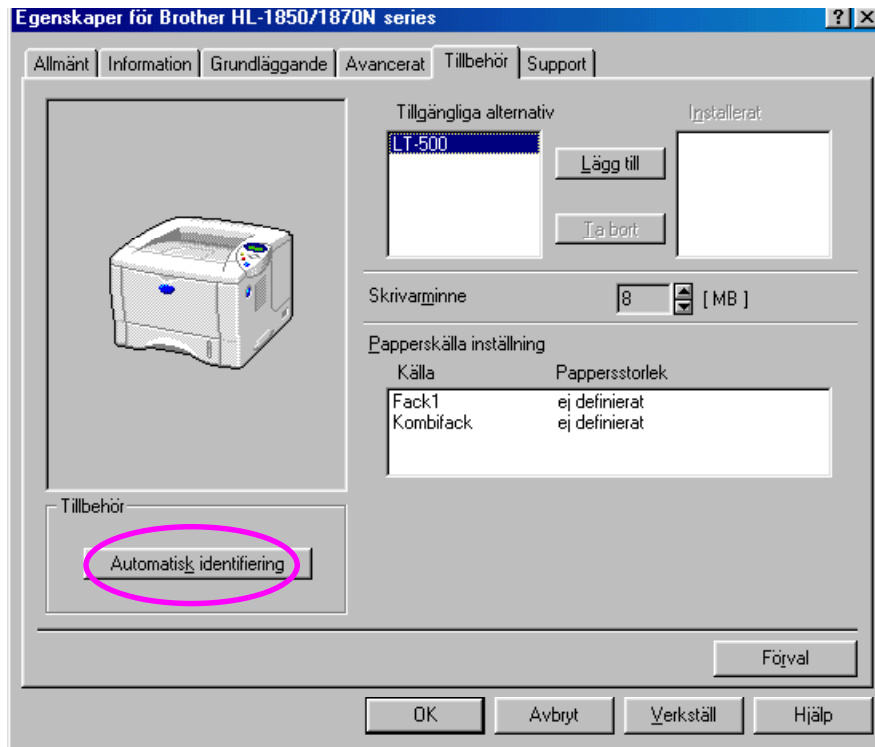 Egenskaper för Brother HL-1850/1870N series
Allmänt Information Grundläggande Avancerat Tillbehör Support
Tillgängliga alternativ Installerat
LT-500
Lägg till
Ta bort
Skrivarminne 8 [ MB ]
Papperskälla inställning
Källa Pappersstorlek
Fack1 ej definierat
Kombifack ej definierat
Tillbehör
Automatisk identifiering
Förval
OK Avbryt Verkställ Hjälp